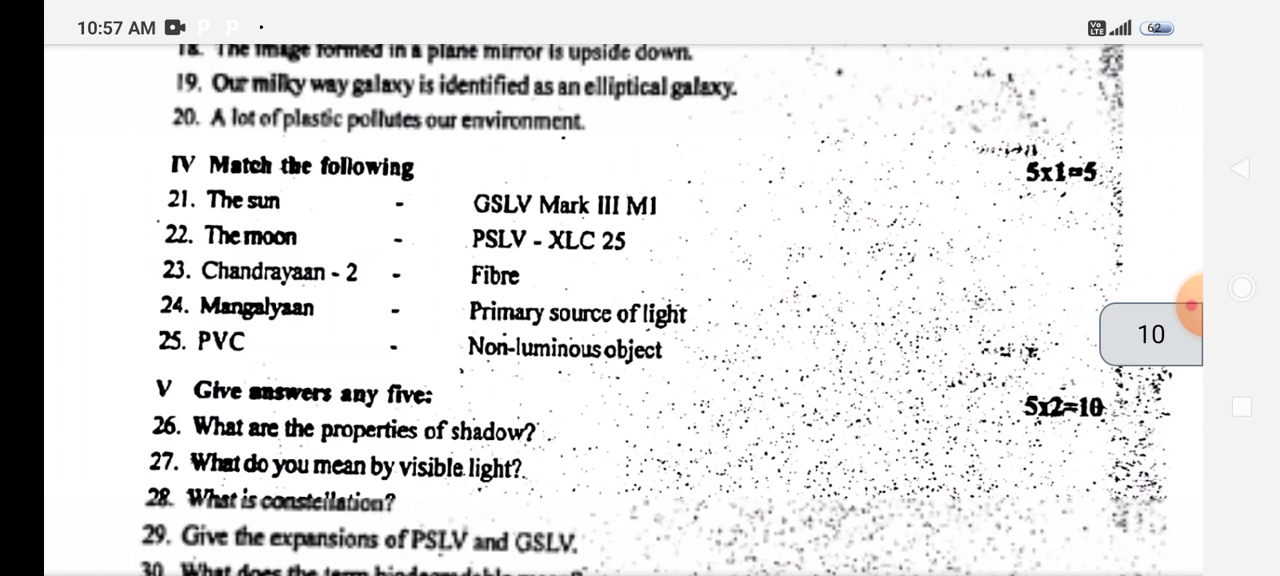 10:57 AM P P
Vo LTE 62
18. The image formed in a plane mirror is upside down.
19. Our milky way galaxy is identified as an elliptical galaxy.
20. A lot of plastic pollutes our environment.
IV Match the following 5x1=5
21. The sun - GSLV Mark III M1
22. The moon - PSLV - XLC 25
23. Chandrayaan - 2 - Fibre
24. Mangalyaan - Primary source of light
25. PVC - Non-luminous object
10
V Give answers any five: 5x2=10
26. What are the properties of shadow?
27. What do you mean by visible light?
28. What is constellation?
29. Give the expansions of PSLV and GSLV.
30. What does the term biodegradable mean?